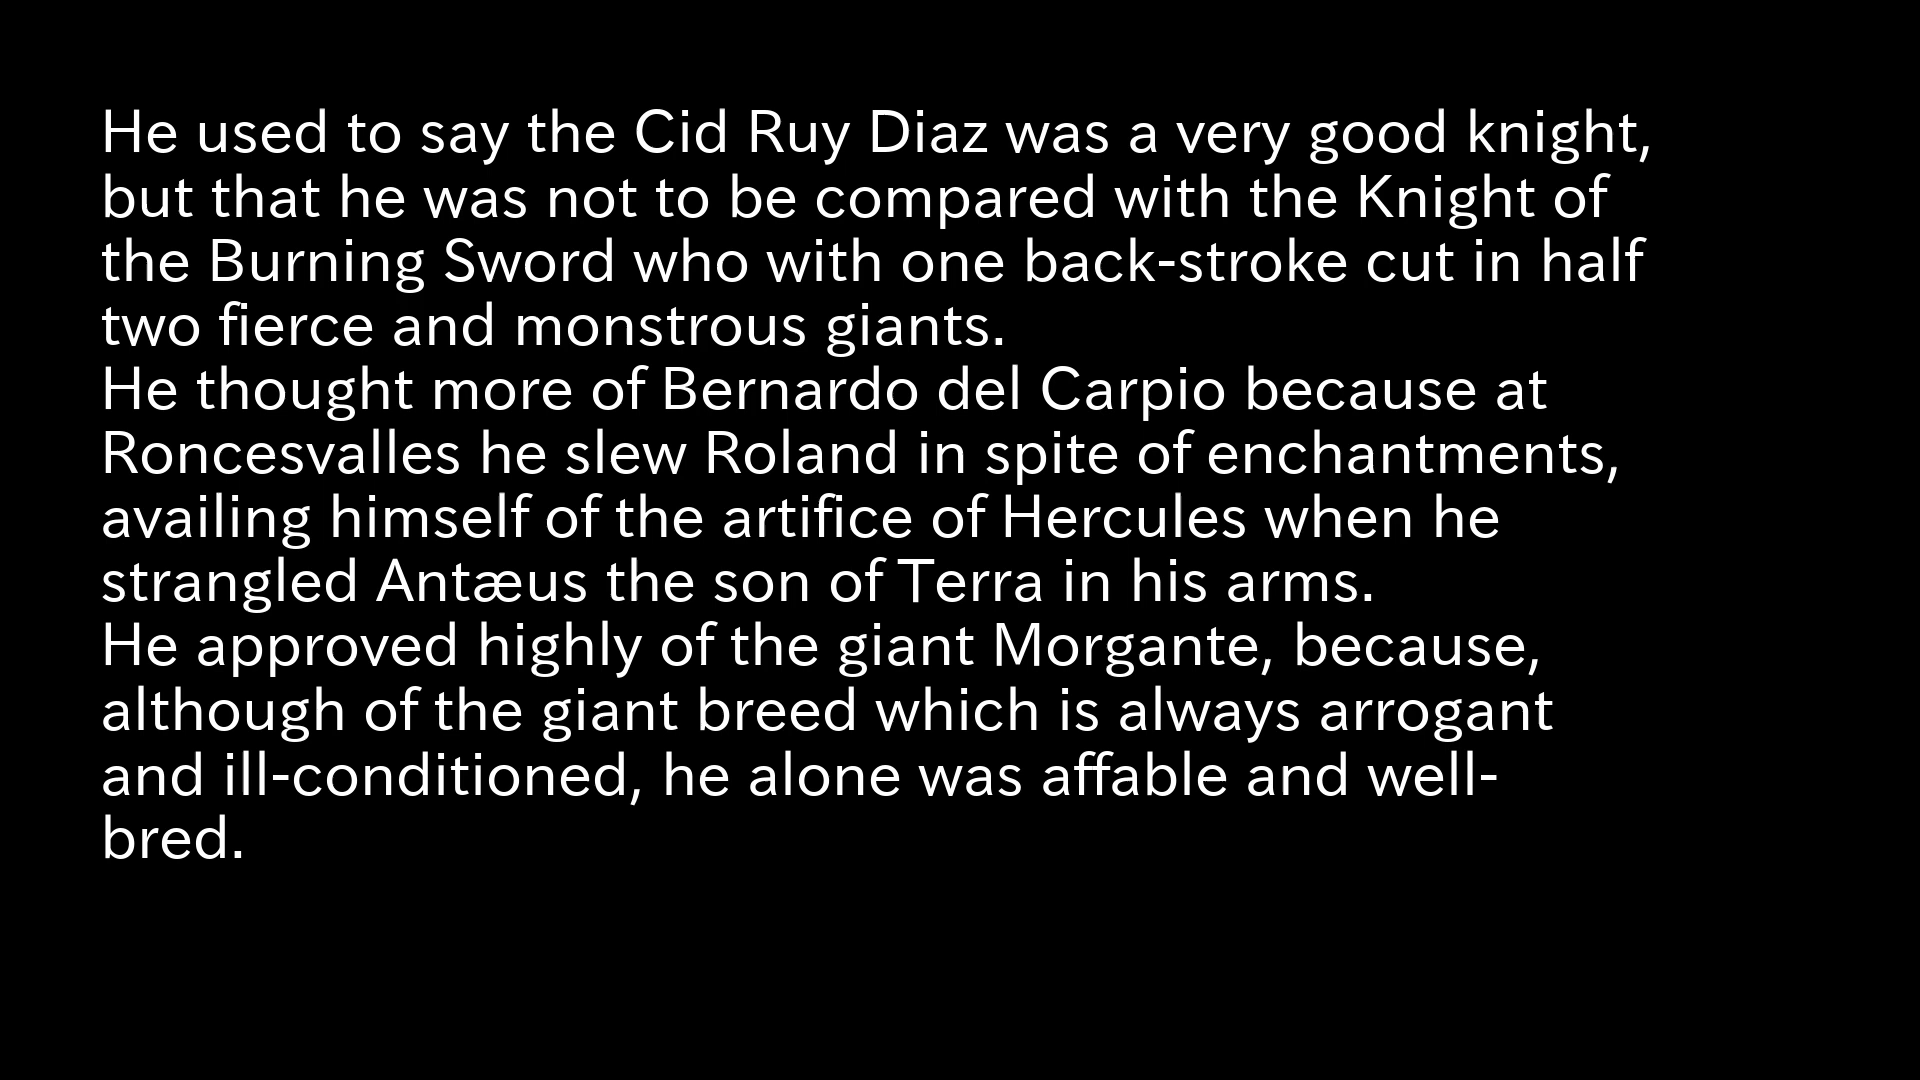 He used to say the Cid Ruy Diaz was a very good knight,
but that he was not to be compared with the Knight of
the Burning Sword who with one back-stroke cut in half
two fierce and monstrous giants.
He thought more of Bernardo del Carpio because at
Roncesvalles he slew Roland in spite of enchantments,
availing himself of the artifice of Hercules when he
strangled Antæus the son of Terra in his arms.
He approved highly of the giant Morgante, because,
although of the giant breed which is always arrogant
and ill-conditioned, he alone was affable and well-
bred.